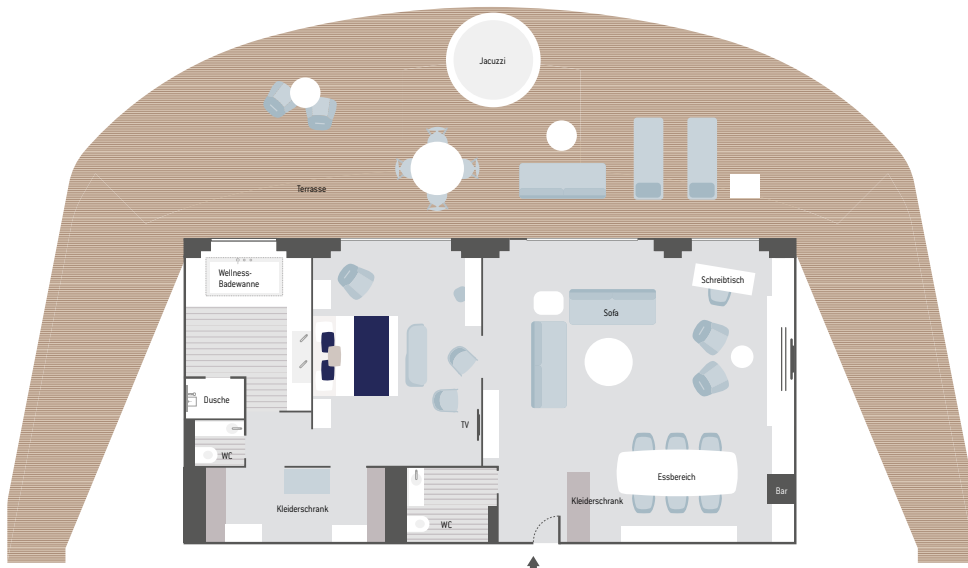 Jacuzzi
Terrasse
Wellness-
Badewanne
Schreibtisch
Sofa
Dusche
TV
WC
Essbereich
Kleiderschrank
Bar
Kleiderschrank
WC